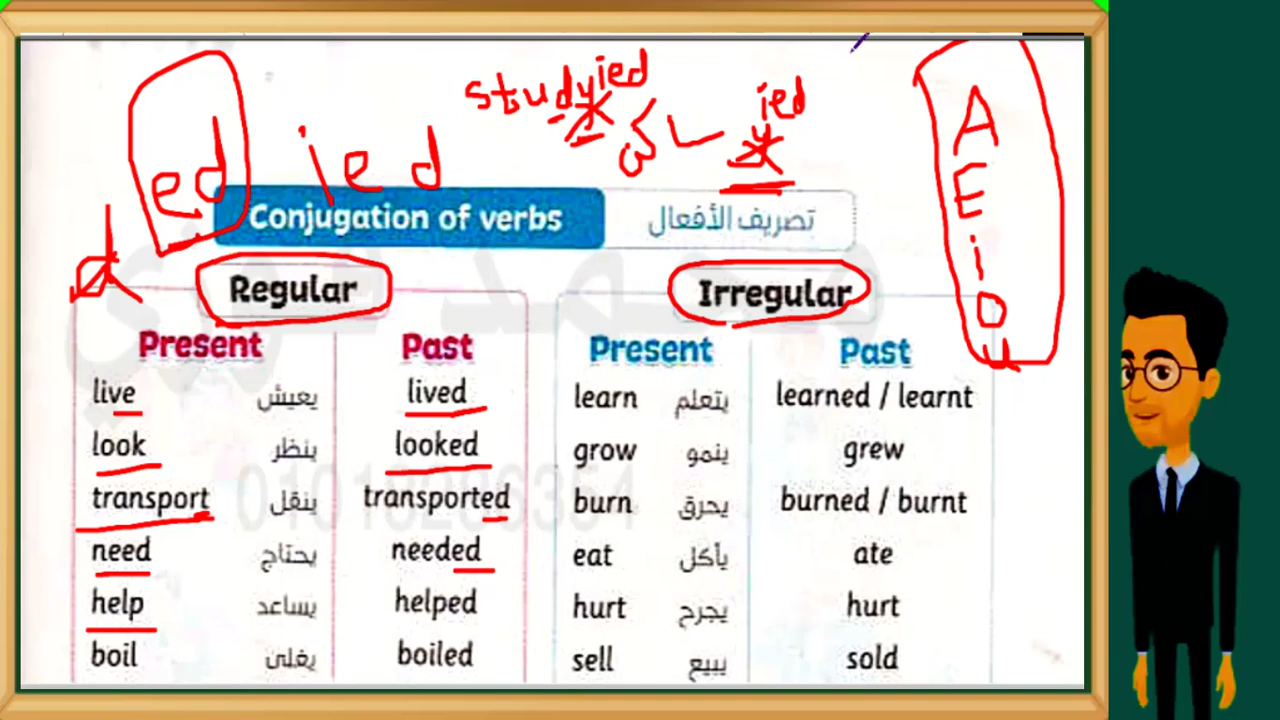 ed ied
studyied
y ied
A
E
i
O
u
d
Conjugation of verbs تصريف الأفعال
Regular Irregular
Present Past Present Past
live يعيش lived learn يتعلم learned / learnt
look ينظر looked grow ينمو grew
transport ينقل transported burn يحرق burned / burnt
need يحتاج needed eat يأكل ate
help يساعد helped hurt يجرح hurt
boil يغلى boiled sell يبيع sold